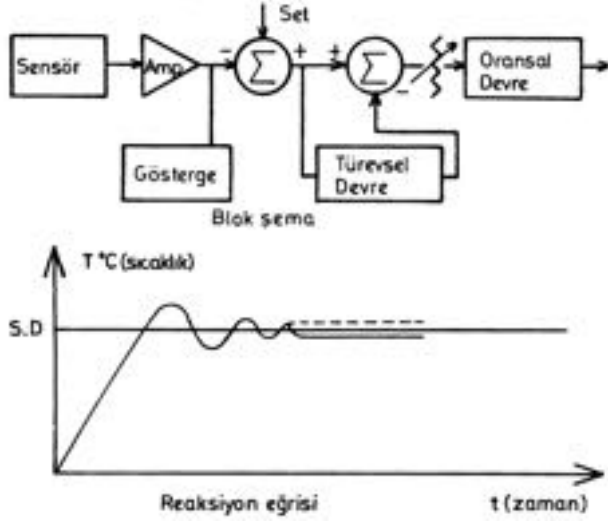 Set
Sensör
Amp.
Σ
Σ
Oransal
Devre
Gösterge
Türevsel
Devre
Blok şema
T °C (sıcaklık)
S.D
Reaksiyon eğrisi
t (zaman)